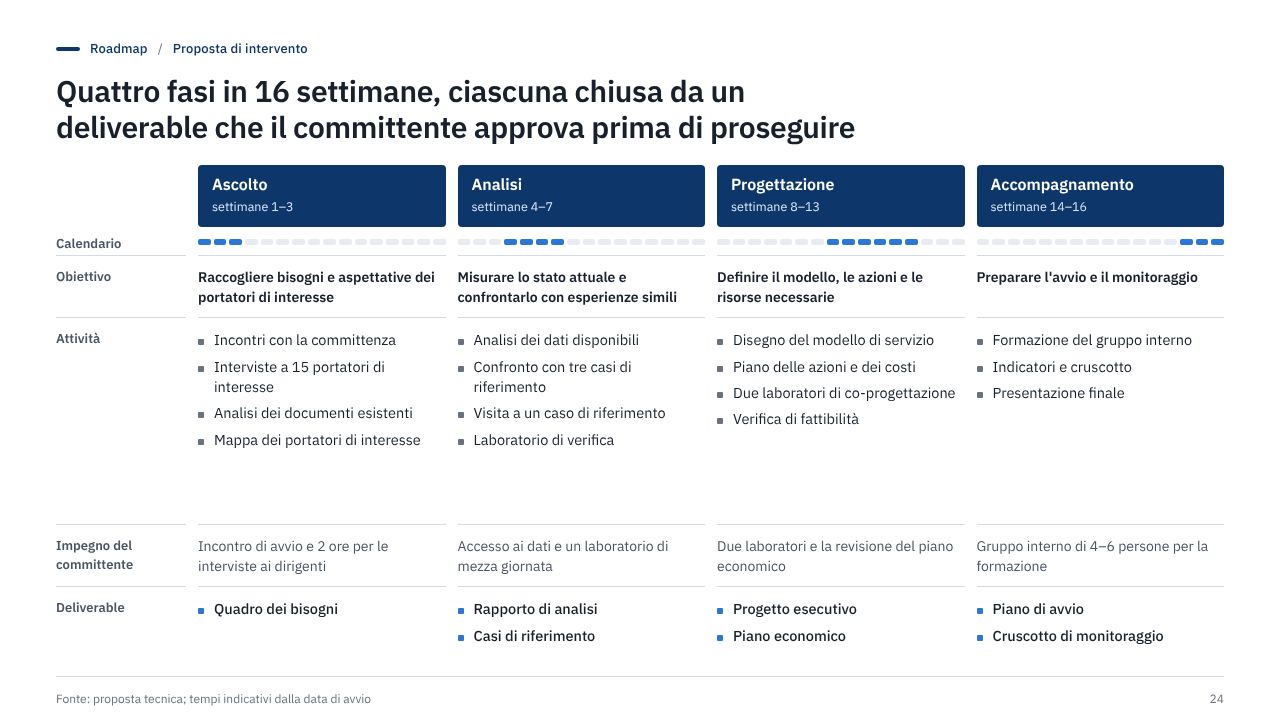 Roadmap / Proposta di intervento
Quattro fasi in 16 settimane, ciascuna chiusa da un
deliverable che il committente approva prima di proseguire
Ascolto
settimane 1–3
Analisi
settimane 4–7
Progettazione
settimane 8–13
Accompagnamento
settimane 14–16
Calendario
Obiettivo
Raccogliere bisogni e aspettative dei
portatori di interesse
Misurare lo stato attuale e
confrontarlo con esperienze simili
Definire il modello, le azioni e le
risorse necessarie
Preparare l'avvio e il monitoraggio
Attività
Incontri con la committenza
Interviste a 15 portatori di
interesse
Analisi dei documenti esistenti
Mappa dei portatori di interesse
Analisi dei dati disponibili
Confronto con tre casi di
riferimento
Visita a un caso di riferimento
Laboratorio di verifica
Disegno del modello di servizio
Piano delle azioni e dei costi
Due laboratori di co-progettazione
Verifica di fattibilità
Formazione del gruppo interno
Indicatori e cruscotto
Presentazione finale
Impegno del
committente
Incontro di avvio e 2 ore per le
interviste ai dirigenti
Accesso ai dati e un laboratorio di
mezza giornata
Due laboratori e la revisione del piano
economico
Gruppo interno di 4–6 persone per la
formazione
Deliverable
Quadro dei bisogni
Rapporto di analisi
Casi di riferimento
Progetto esecutivo
Piano economico
Piano di avvio
Cruscotto di monitoraggio
Fonte: proposta tecnica; tempi indicativi dalla data di avvio
24